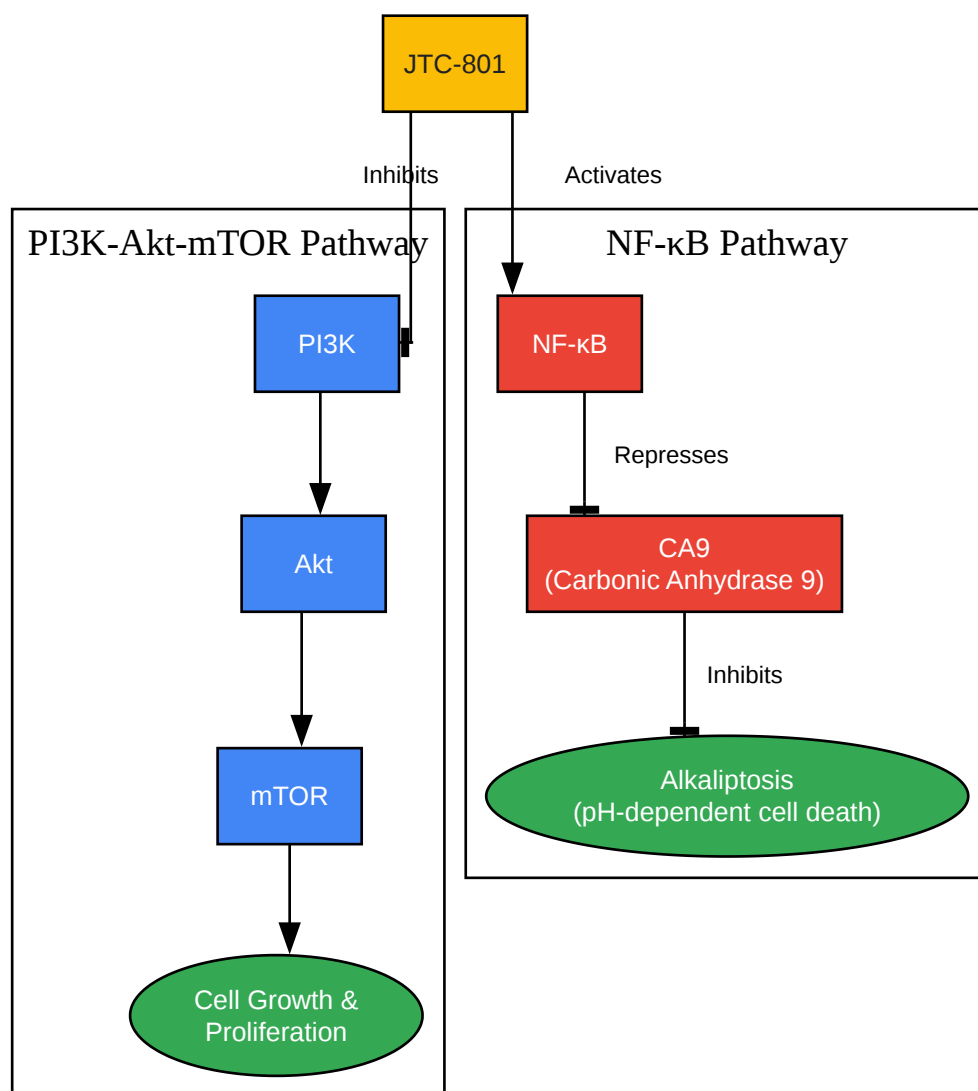 JTC-801
Inhibits
Activates
PI3K-Akt-mTOR Pathway
NF-κB Pathway
PI3K
NF-κB
Represses
Akt
CA9
(Carbonic Anhydrase 9)
Inhibits
mTOR
Alkaliptosis
(pH-dependent cell death)
Cell Growth &
Proliferation